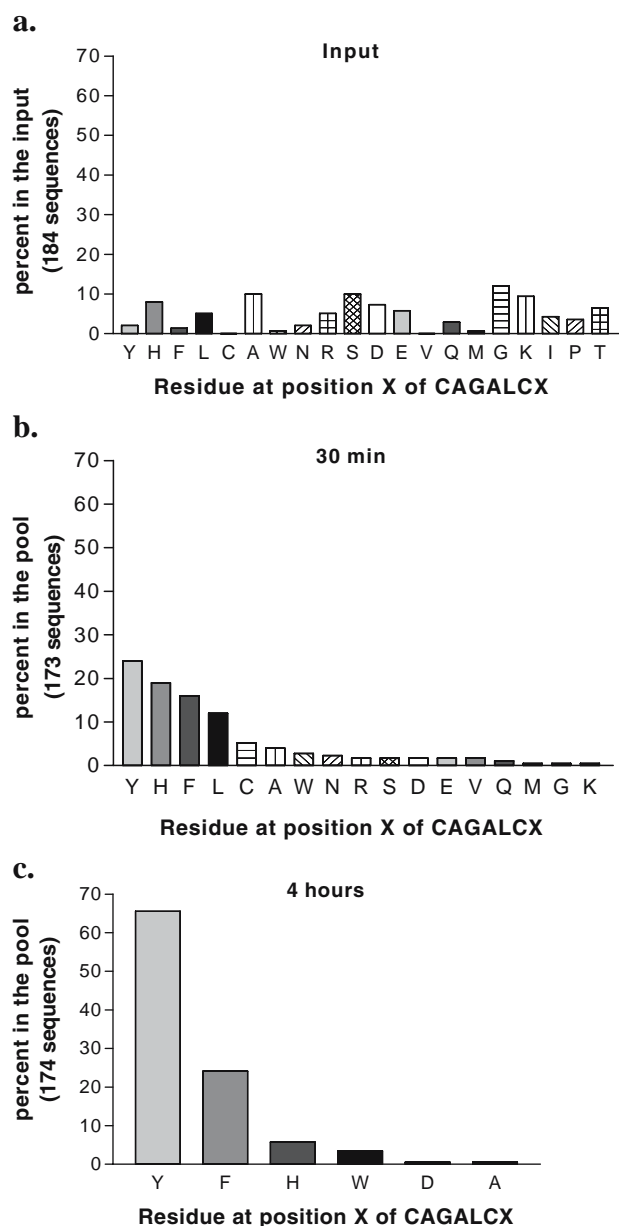 a.
Input
percent in the input
(184 sequences)
70
60
50
40
30
20
10
0
Y H F L C A W N R S D E V Q M G K I P T
Residue at position X of CAGALCX
b.
30 min
percent in the pool
(173 sequences)
70
60
50
40
30
20
10
0
Y H F L C A W N R S D E V Q M G K
Residue at position X of CAGALCX
c.
4 hours
percent in the pool
(174 sequences)
70
60
50
40
30
20
10
0
Y F H W D A
Residue at position X of CAGALCX